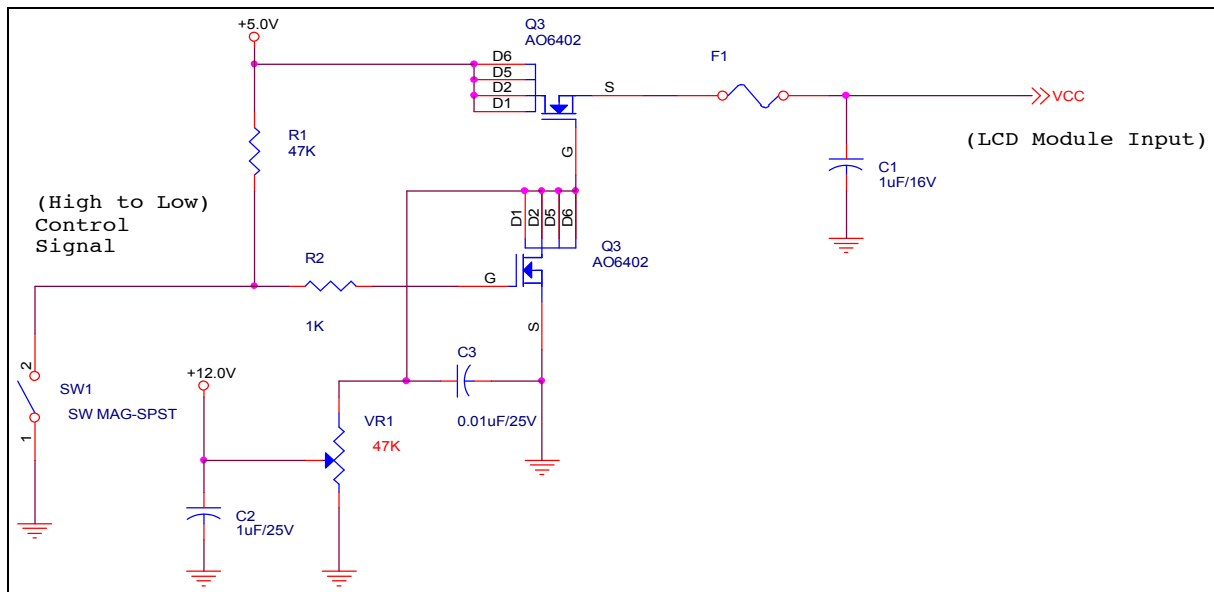 +5.0V
Q3
AO6402
D6
D5
D2
D1
S
G
F1
VCC
(LCD Module Input)
R1
47K
C1
1uF/16V
(High to Low)
Control
Signal
D1
D2
D5
D6
Q3
AO6402
R2
1K
G
S
2
1
SW1
SW MAG-SPST
+12.0V
C3
0.01uF/25V
VR1
47K
C2
1uF/25V